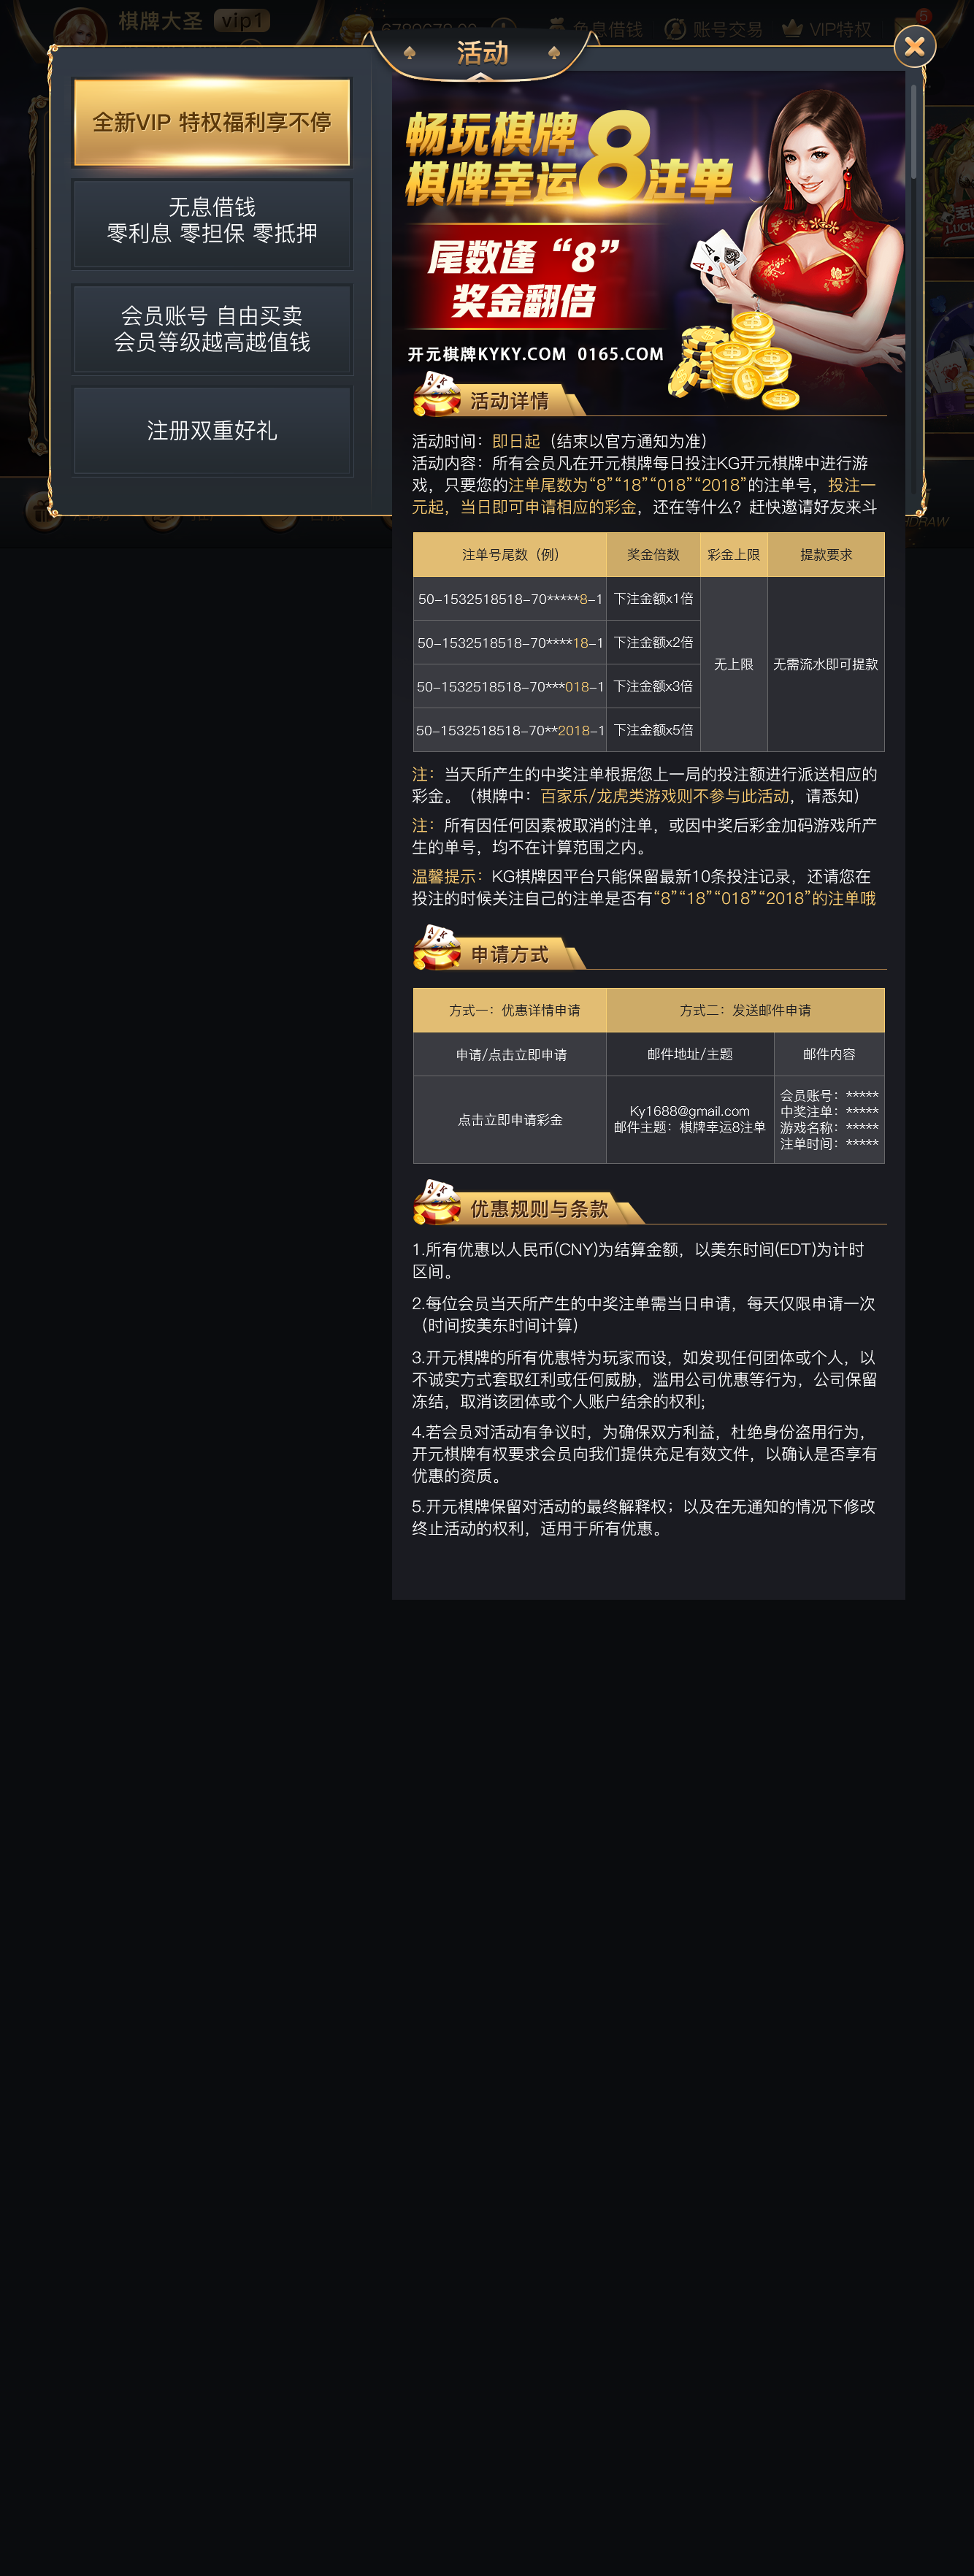 棋牌大圣 vip1
免息借钱
账号交易
VIP特权
5
活动
全新VIP 特权福利享不停
无息借钱
零利息 零担保 零抵押
会员账号 自由买卖
会员等级越高越值钱
注册双重好礼
畅玩棋牌
棋牌幸运8注单
尾数逢“8”
奖金翻倍
开元棋牌KYKY.COM 0165.COM
活动详情
活动时间：即日起（结束以官方通知为准）
活动内容：所有会员凡在开元棋牌每日投注KG开元棋牌中进行游
戏，只要您的注单尾数为“8”“18”“018”“2018”的注单号，投注一
元起，当日即可申请相应的彩金，还在等什么？赶快邀请好友来斗
注单号尾数（例） 奖金倍数 彩金上限 提款要求
50-1532518518-70*****8-1 下注金额x1倍
50-1532518518-70****18-1 下注金额x2倍
无上限 无需流水即可提款
50-1532518518-70***018-1 下注金额x3倍
50-1532518518-70**2018-1 下注金额x5倍
注：当天所产生的中奖注单根据您上一局的投注额进行派送相应的
彩金。（棋牌中：百家乐/龙虎类游戏则不参与此活动，请悉知）
注：所有因任何因素被取消的注单，或因中奖后彩金加码游戏所产
生的单号，均不在计算范围之内。
温馨提示：KG棋牌因平台只能保留最新10条投注记录，还请您在
投注的时候关注自己的注单是否有“8”“18”“018”“2018”的注单哦
申请方式
方式一：优惠详情申请 方式二：发送邮件申请
申请/点击立即申请 邮件地址/主题 邮件内容
点击立即申请彩金
Ky1688@gmail.com
邮件主题：棋牌幸运8注单
会员账号：*****
中奖注单：*****
游戏名称：*****
注单时间：*****
优惠规则与条款
1.所有优惠以人民币(CNY)为结算金额，以美东时间(EDT)为计时
区间。
2.每位会员当天所产生的中奖注单需当日申请，每天仅限申请一次
（时间按美东时间计算）
3.开元棋牌的所有优惠特为玩家而设，如发现任何团体或个人，以
不诚实方式套取红利或任何威胁，滥用公司优惠等行为，公司保留
冻结，取消该团体或个人账户结余的权利;
4.若会员对活动有争议时，为确保双方利益，杜绝身份盗用行为，
开元棋牌有权要求会员向我们提供充足有效文件，以确认是否享有
优惠的资质。
5.开元棋牌保留对活动的最终解释权；以及在无通知的情况下修改
终止活动的权利，适用于所有优惠。